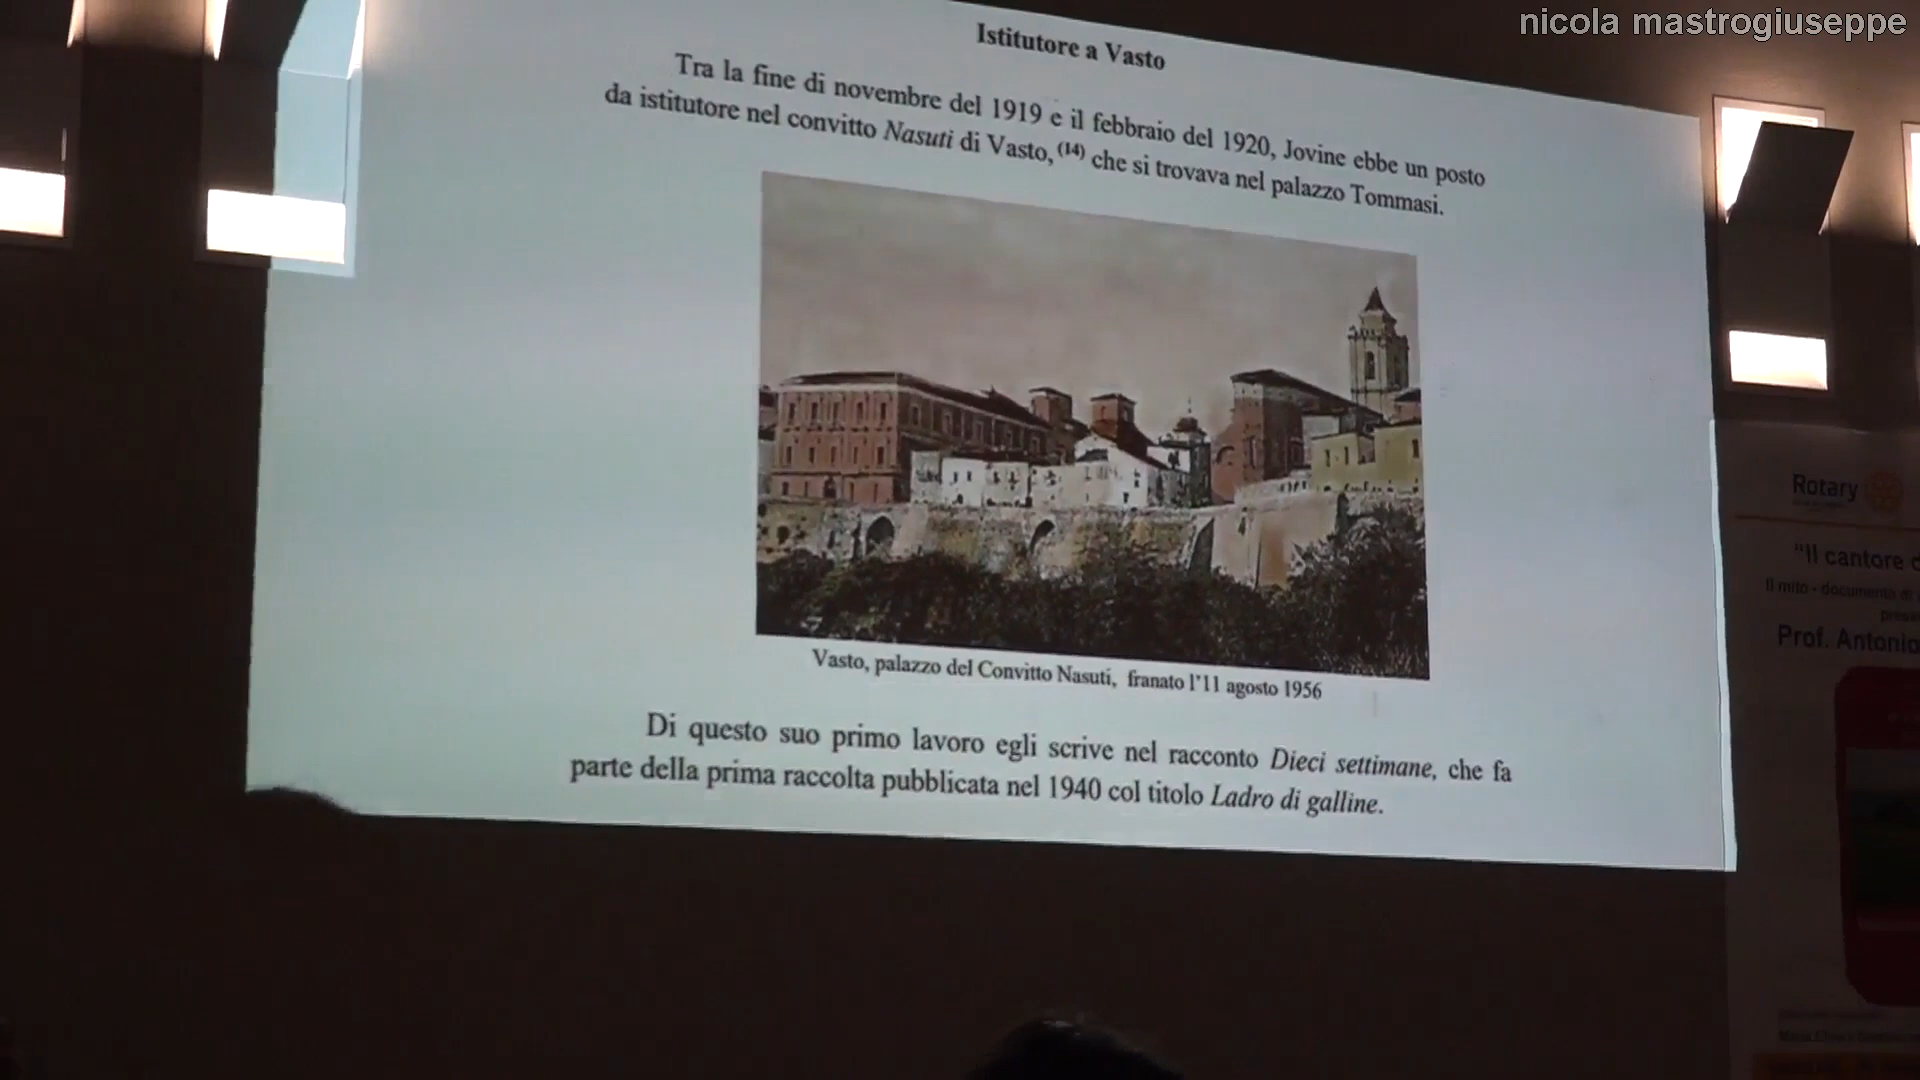 nicola mastrogiuseppe
Istitutore a Vasto
Tra la fine di novembre del 1919 e il febbraio del 1920, Jovine ebbe un posto
da istitutore nel convitto Nasuti di Vasto, (14) che si trovava nel palazzo Tommasi.
Vasto, palazzo del Convitto Nasuti, franato l'11 agosto 1956
Di questo suo primo lavoro egli scrive nel racconto Dieci settimane, che fa
parte della prima raccolta pubblicata nel 1940 col titolo Ladro di galline.
Rotary
"Il cantore
Il mito - documento
Prof. Antonio